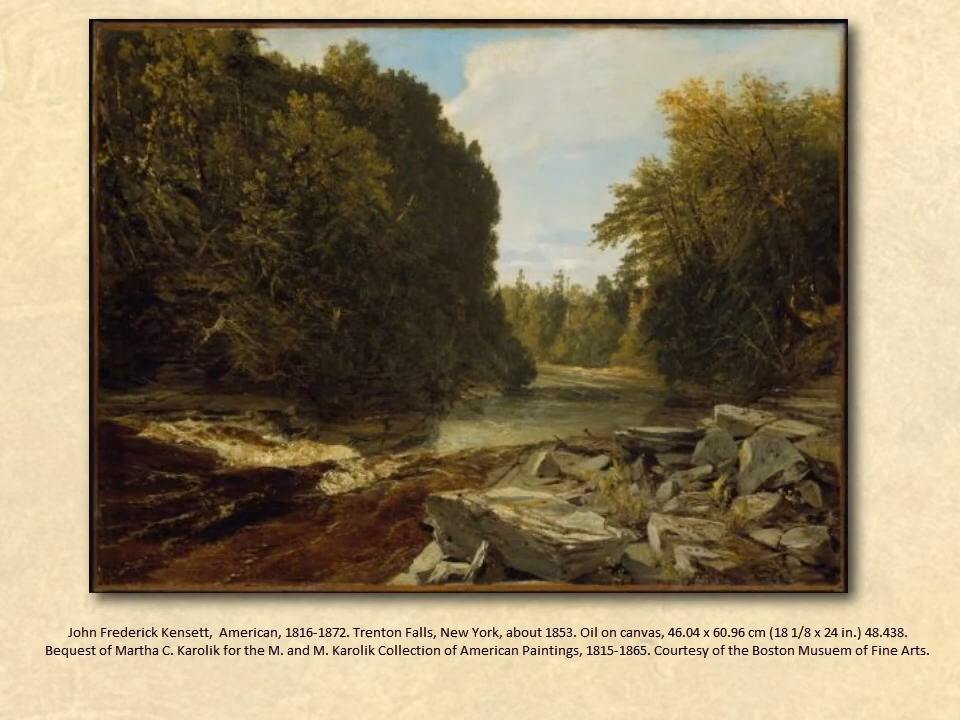 John Frederick Kensett,  American, 1816-1872. Trenton Falls, New York, about 1853. Oil on canvas, 46.04 x 60.96 cm (18 1/8 x 24 in.) 48.438.
Bequest of Martha C. Karolik for the M. and M. Karolik Collection of American Paintings, 1815-1865. Courtesy of the Boston Musuem of Fine Arts.